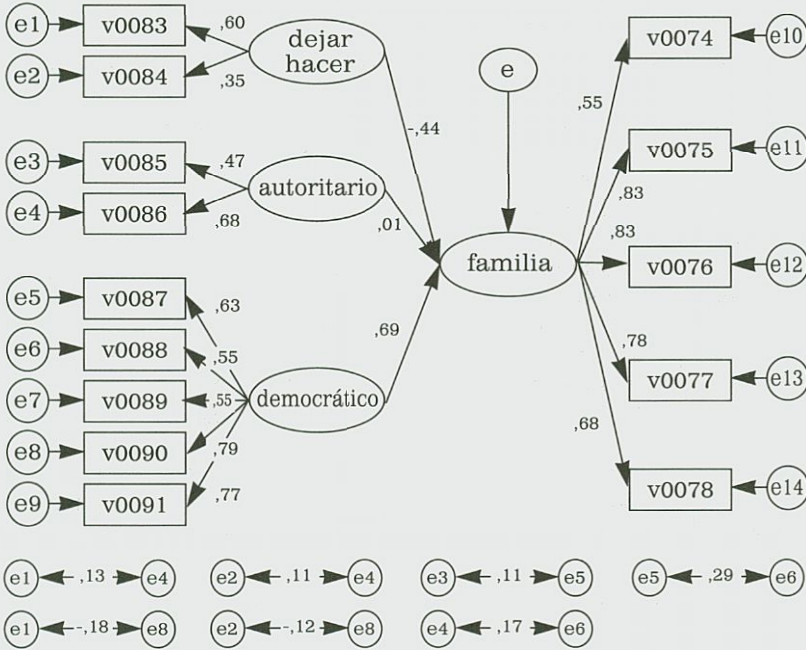 e1 v0083 ,60 dejar hacer
e2 v0084 ,35
e3 v0085 ,47 autoritario
e4 v0086 ,68
e5 v0087 ,63
e6 v0088 ,55
e7 v0089 ,55 democrático
e8 v0090 ,79
e9 v0091 ,77
-,44
,01
,69
e
familia
,55 v0074 e10
,83 v0075 e11
,83 v0076 e12
,78 v0077 e13
,68 v0078 e14
e1 ,13 e4 e2 ,11 e4 e3 ,11 e5 e5 ,29 e6
e1 -,18 e8 e2 -,12 e8 e4 ,17 e6